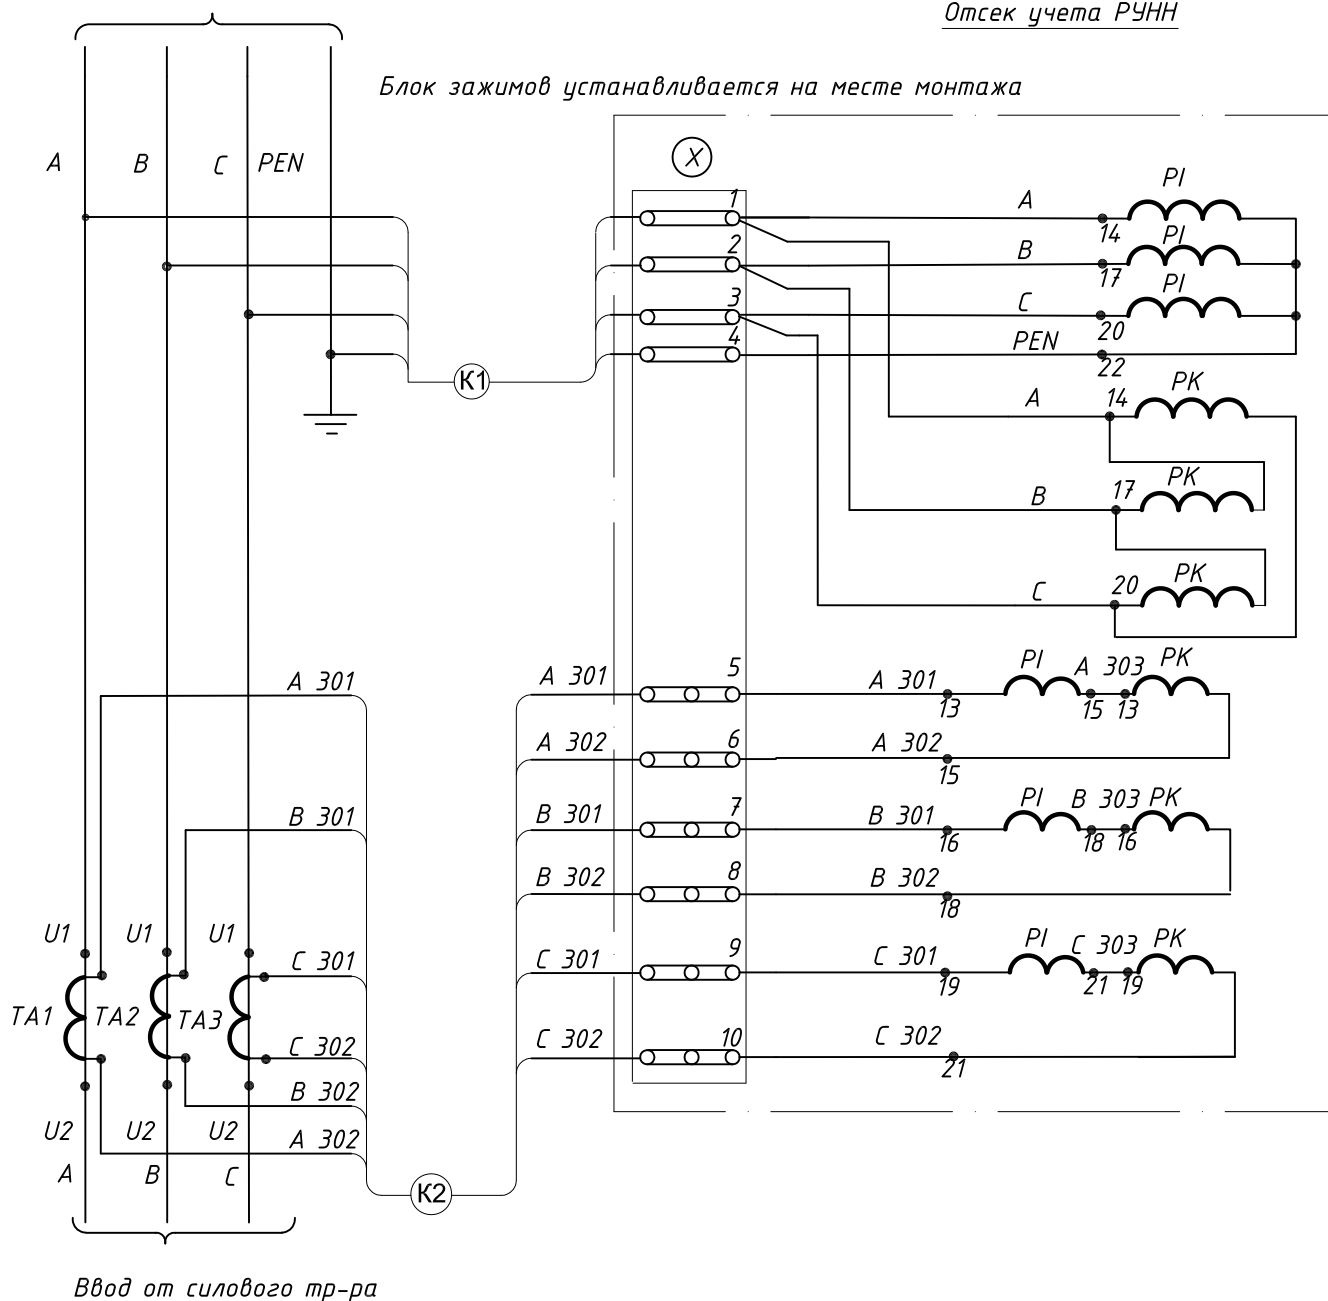 Отсек учета РУНН
Блок зажимов устанавливается на месте монтажа
A B C PEN
X
1 A 14 PI
2 B 17 PI
3 C 20 PI
4 PEN 22
K1
A 14 PK
B 17 PK
C 20 PK
A 301 A 301 5 A 301 13 PI A 303 15 13 PK
A 302 6 A 302 15
B 301 B 301 7 B 301 16 PI B 303 18 16 PK
B 302 8 B 302 18
U1 U1 U1
C 301 C 301 9 C 301 19 PI C 303 21 19 PK
TA1 TA2 TA3
C 302 C 302 10 C 302 21
B 302
U2 U2 U2 A 302
A B C
K2
Ввод от силового тр-ра